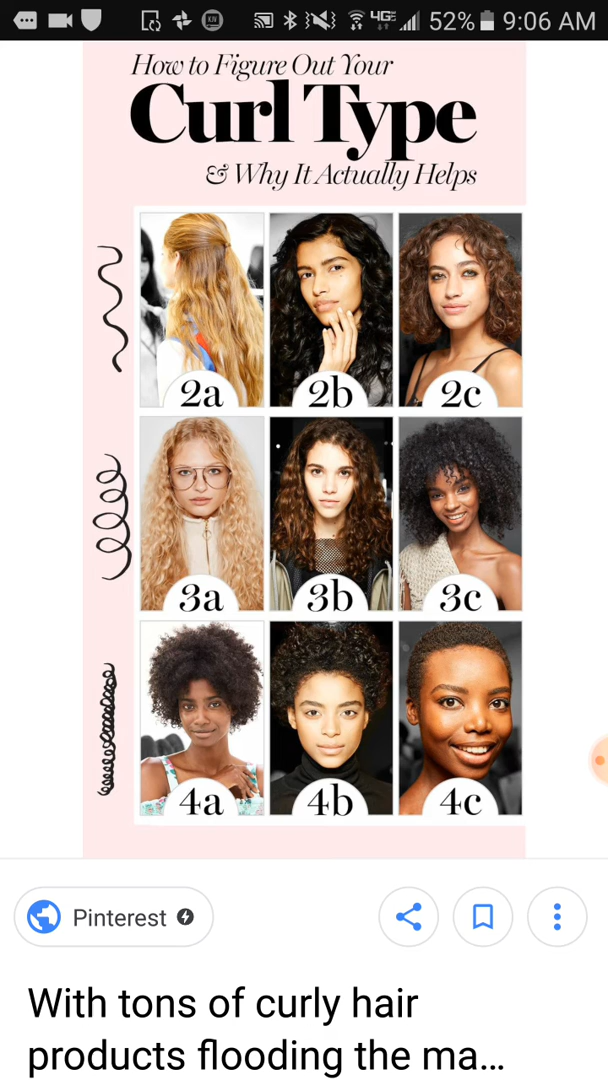 52% 9:06 AM
How to Figure Out Your
Curl Type
& Why It Actually Helps
2a 2b 2c
3a 3b 3c
4a 4b 4c
Pinterest
With tons of curly hair
products flooding the ma...